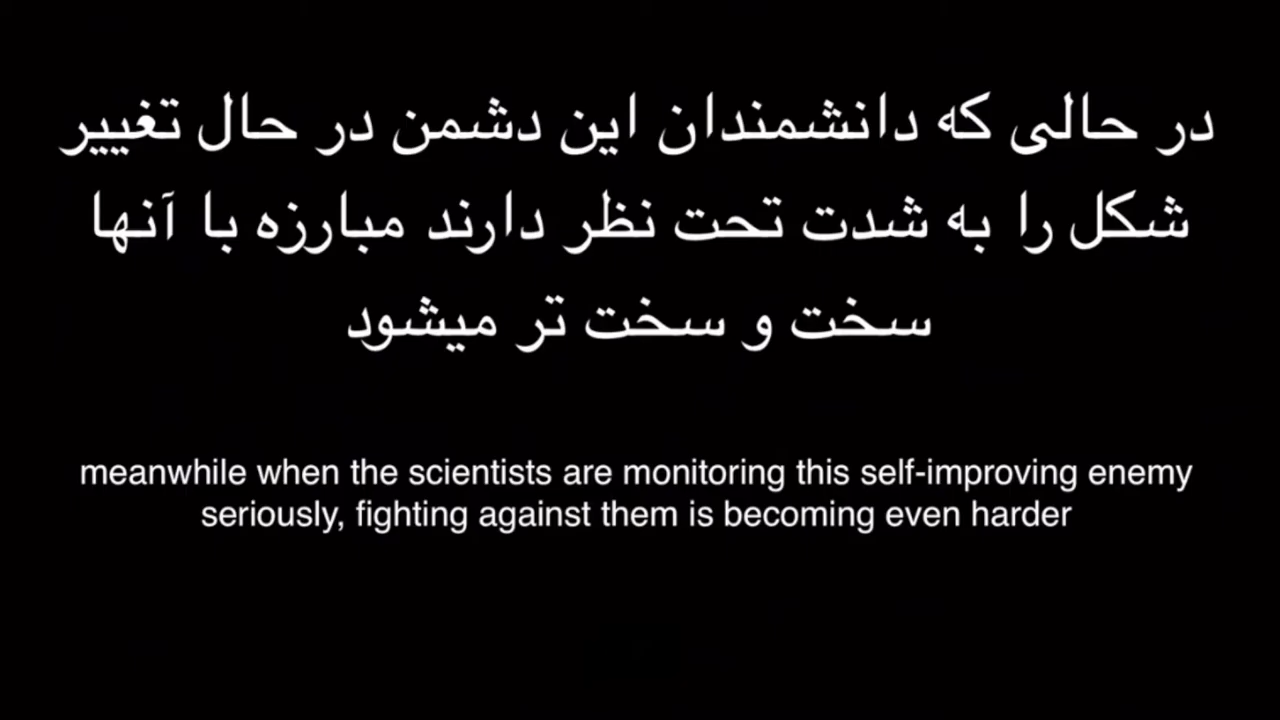 در حالی که دانشمندان این دشمن در حال تغییر
شکل را به شدت تحت نظر دارند مبارزه با آنها
سخت و سخت تر میشود
meanwhile when the scientists are monitoring this self-improving enemy
seriously, fighting against them is becoming even harder